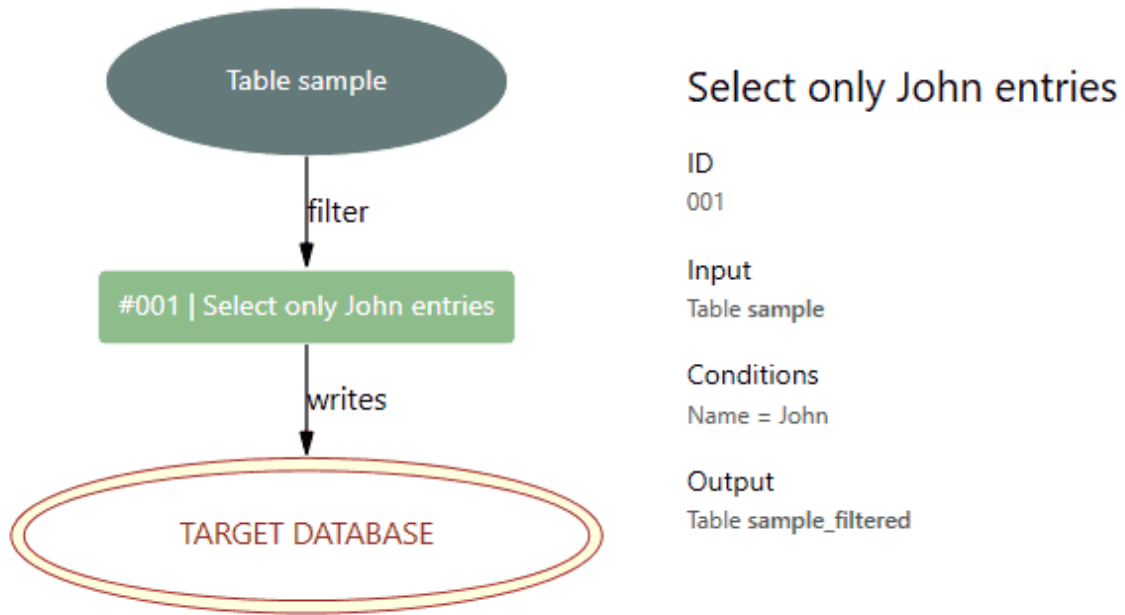 Table sample
filter
#001 | Select only John entries
writes
TARGET DATABASE
Select only John entries
ID
001
Input
Table sample
Conditions
Name = John
Output
Table sample_filtered